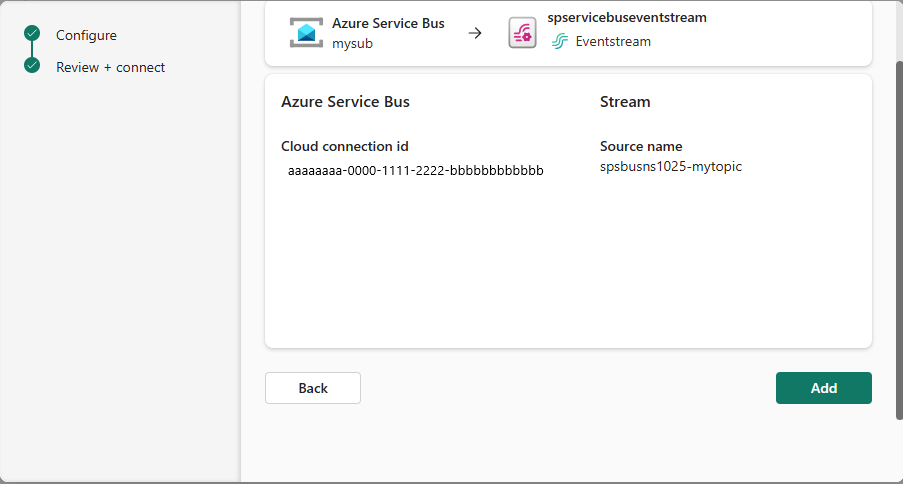 Configure
Review + connect
Azure Service Bus
mysub
spservicebuseventstream
Eventstream
Azure Service Bus
Stream
Cloud connection id
aaaaaaaa-0000-1111-2222-bbbbbbbbbbbb
Source name
spsbusns1025-mytopic
Back
Add